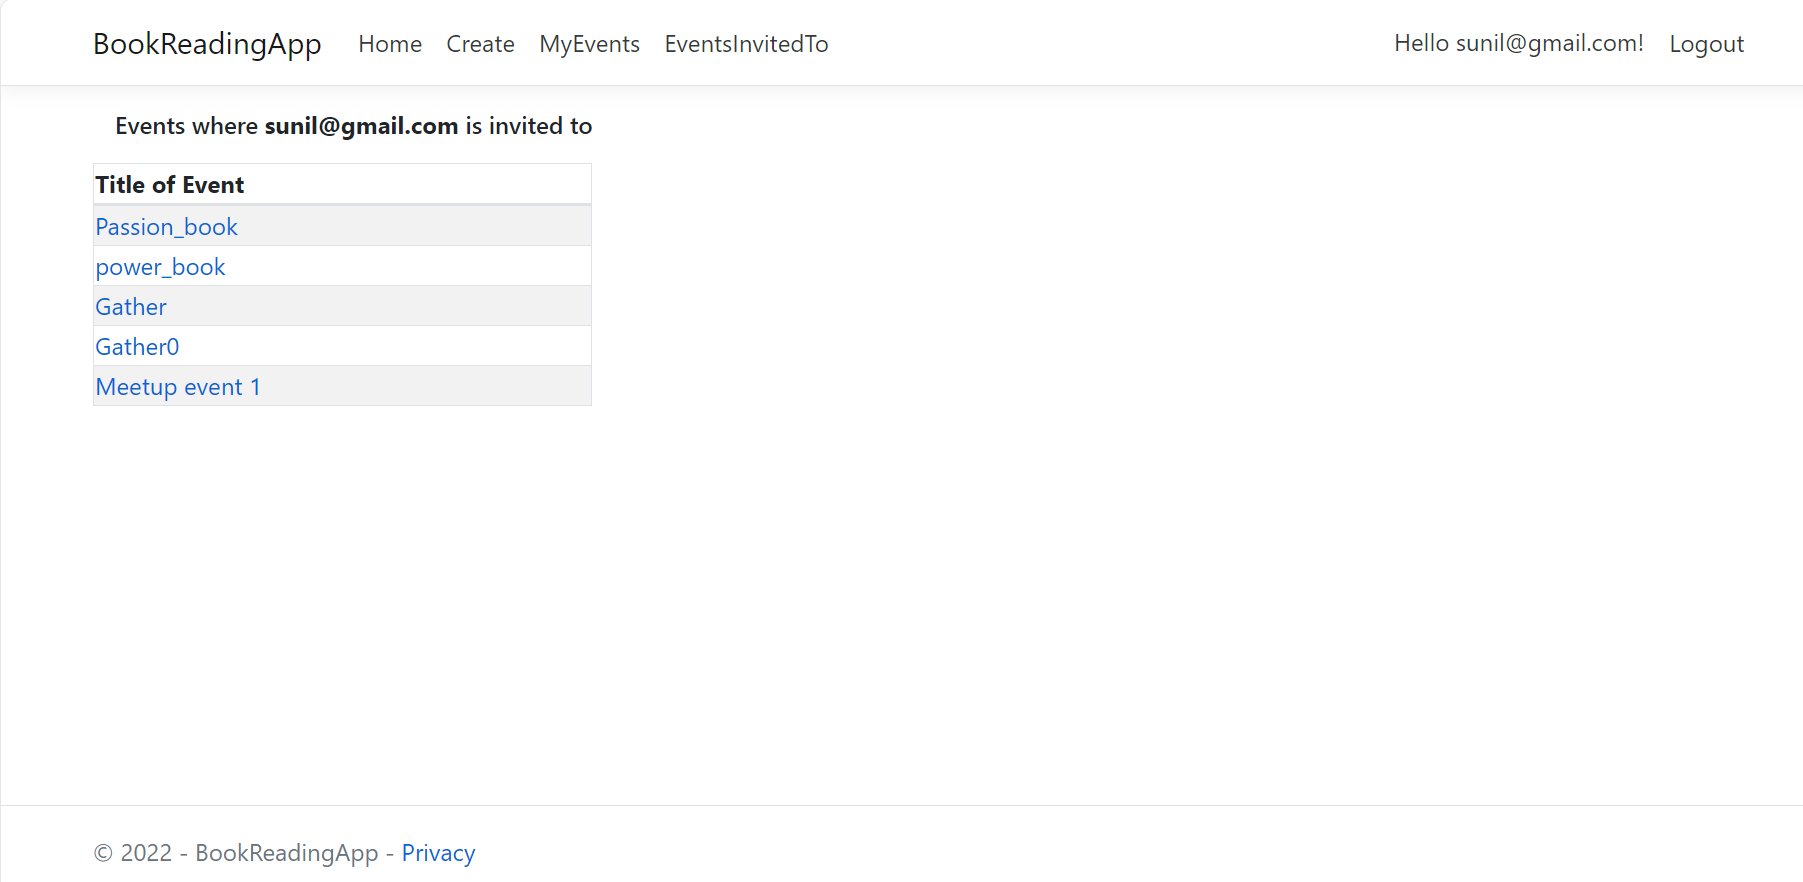 BookReadingApp Home Create MyEvents EventsInvitedTo Hello sunil@gmail.com! Logout
Events where sunil@gmail.com is invited to
Title of Event
Passion_book
power_book
Gather
Gather0
Meetup event 1
© 2022 - BookReadingApp - Privacy